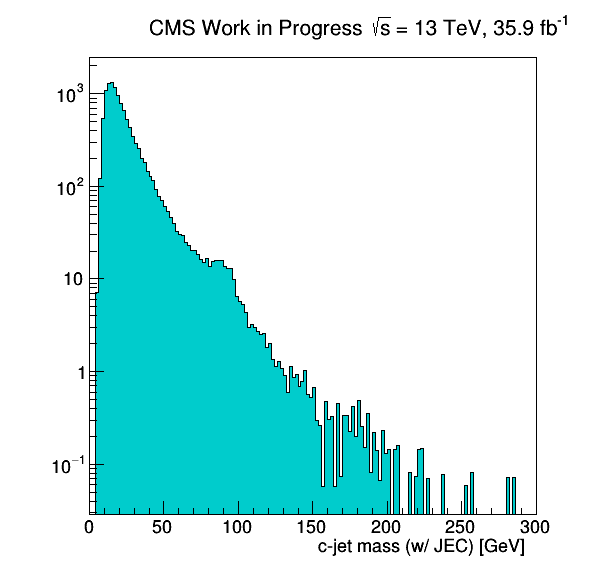 CMS Work in Progress √s = 13 TeV, 35.9 fb⁻¹
10³
10²
10
1
10⁻¹
0 50 100 150 200 250 300
c-jet mass (w/ JEC) [GeV]